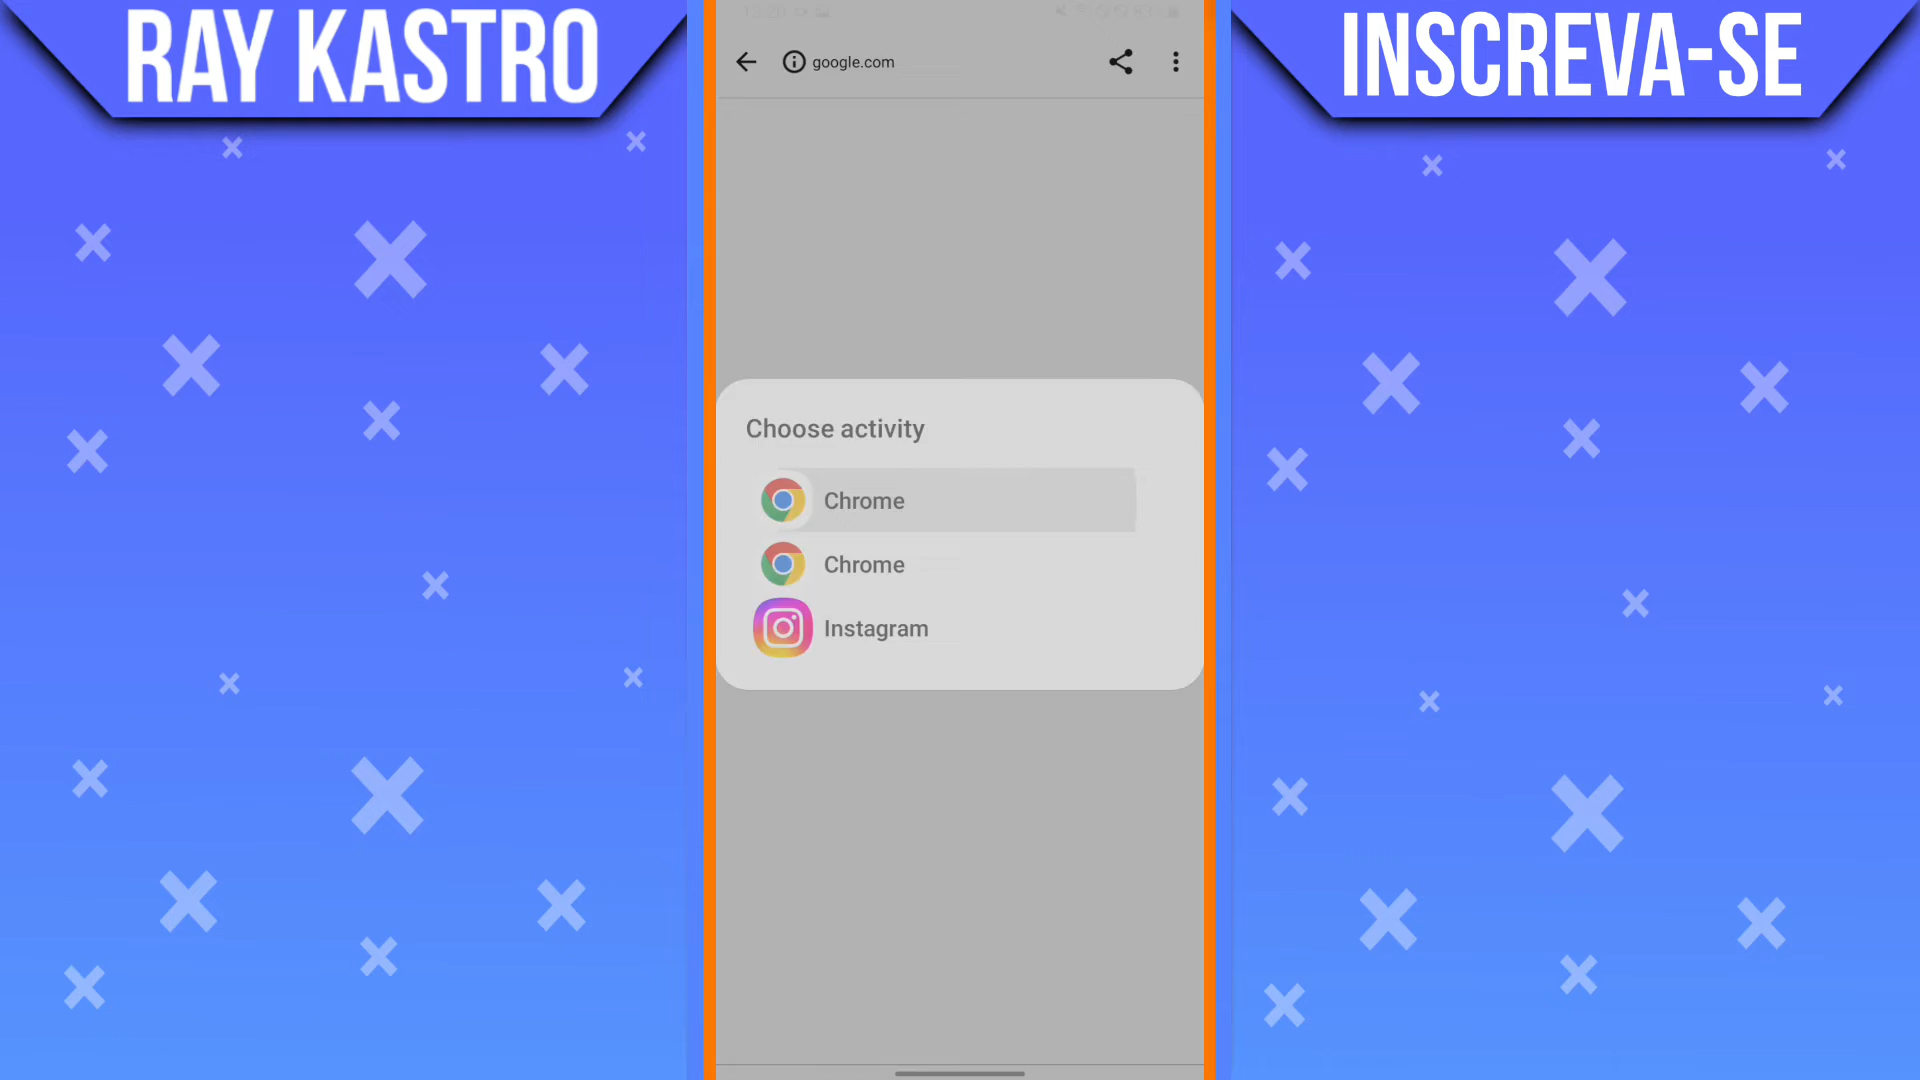 RAY KASTRO
INSCREVA-SE
google.com
Choose activity
Chrome
Chrome
Instagram